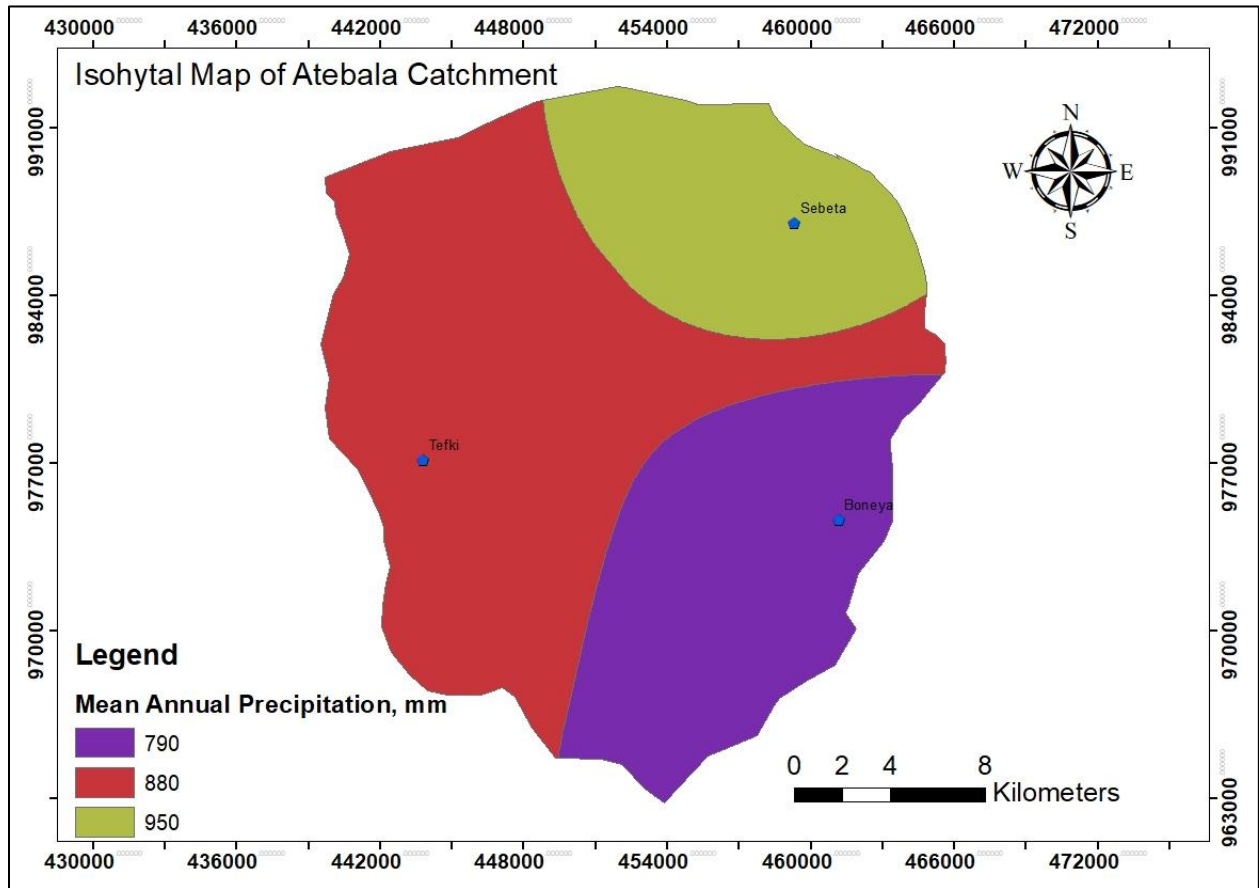 430000 436000 442000 448000 454000 460000 466000 472000
Isohytal Map of Atebala Catchment
991000 991000
N
W E
S
Sebeta
984000 984000
Tefki
977000 977000
Boneya
970000 970000
Legend
Mean Annual Precipitation, mm
790
880
950
0 2 4 8
Kilometers
963000
430000 436000 442000 448000 454000 460000 466000 472000